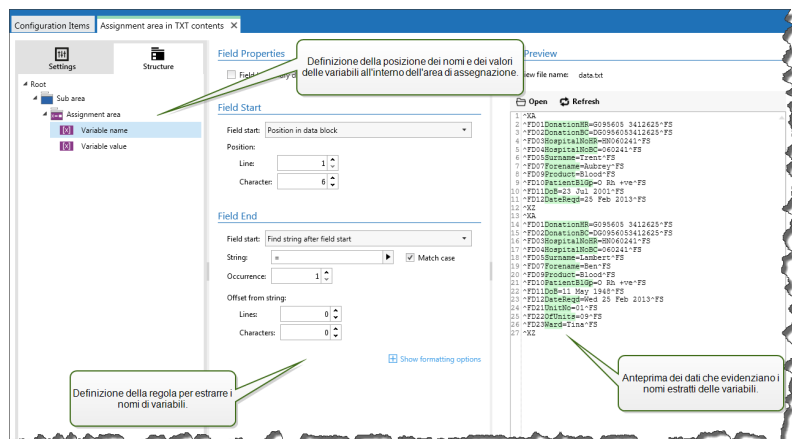 Configuration Items
Assignment area in TXT contents ×
Settings
Structure
Root
Sub area
Assignment area
Variable name
Variable value
Field Properties
Definizione della posizione dei nomi e dei valori
delle variabili all'interno dell'area di assegnazione.
Field Start
Field start: Position in data block
Position:
Line: 1
Character: 6
Field End
Field start: Find string after field start
String: =
Match case
Occurrence: 1
Offset from string:
Lines: 0
Characters: 0
Show formatting options
Definizione della regola per estrarre i
nomi di variabili.
Preview
file name: data.txt
Open
Refresh
1 ^XA
2 ^FD01DonationHR=G095605 3412625^FS
3 ^FD02DonationBC=DG0956053412625^FS
4 ^FD03HospitalNoHR=HN060241^FS
5 ^FD04HospitalNoBC=060241^FS
6 ^FD05Surname=Trent^FS
7 ^FD07Forename=Aubrey^FS
8 ^FD09Product=Blood^FS
9 ^FD10PatientBlGp=O Rh +ve^FS
10 ^FD11DoB=23 Jul 2001^FS
11 ^FD12DateReqd=25 Feb 2013^FS
12 ^XZ
13 ^XA
14 ^FD01DonationHR=G095605 3412625^FS
15 ^FD02DonationBC=DG0956053412625^FS
16 ^FD03HospitalNoHR=HN060241^FS
17 ^FD04HospitalNoBC=060241^FS
18 ^FD05Surname=Lambert^FS
19 ^FD07Forename=Ben^FS
20 ^FD09Product=Blood^FS
21 ^FD10PatientBlGp=O Rh +ve^FS
22 ^FD11DoB=11 May 1948^FS
23 ^FD12DateReqd=Wed 25 Feb 2013^FS
24 ^FD21UnitNo=01^FS
25 ^FD22OfUnits=09^FS
26 ^FD23Ward=Tina^FS
27 ^XZ
Anteprima dei dati che evidenziano i
nomi estratti delle variabili.